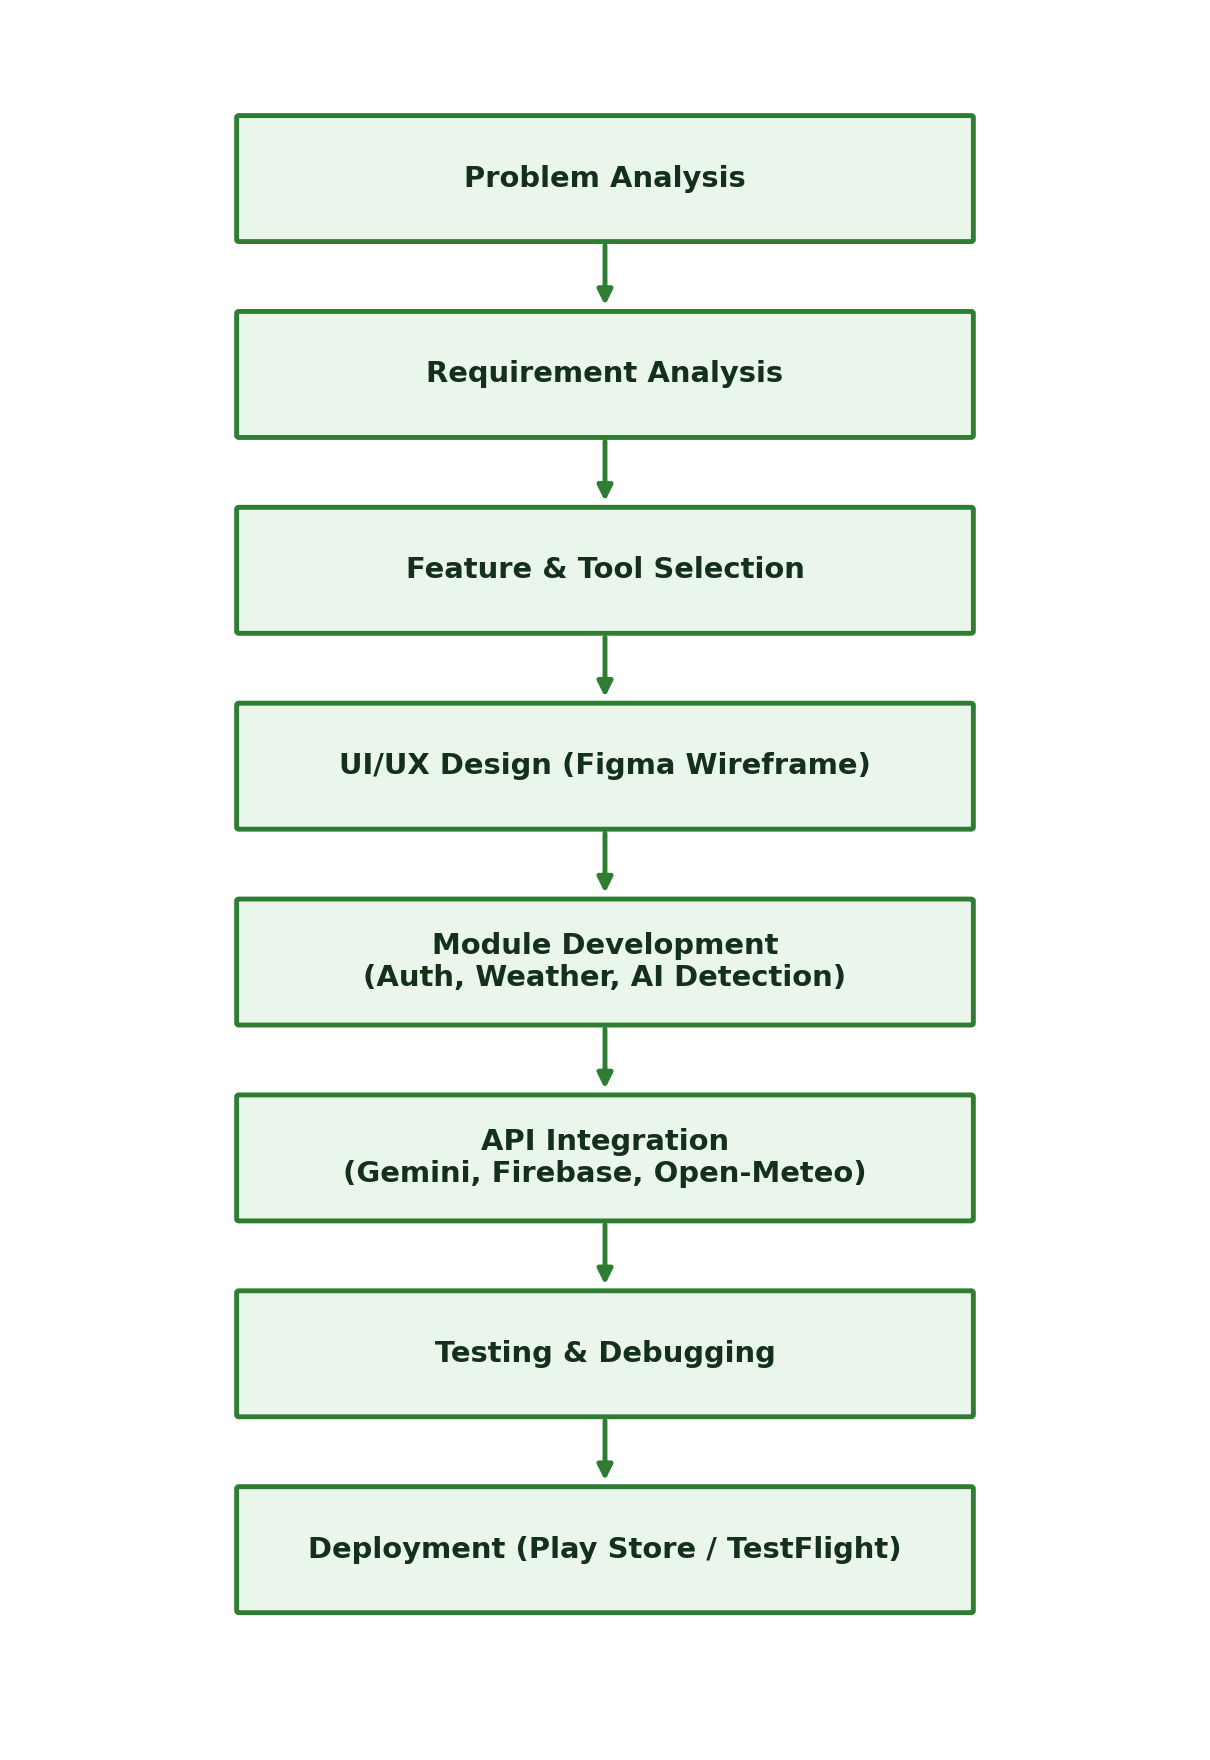 Problem Analysis
Requirement Analysis
Feature & Tool Selection
UI/UX Design (Figma Wireframe)
Module Development
(Auth, Weather, AI Detection)
API Integration
(Gemini, Firebase, Open-Meteo)
Testing & Debugging
Deployment (Play Store / TestFlight)